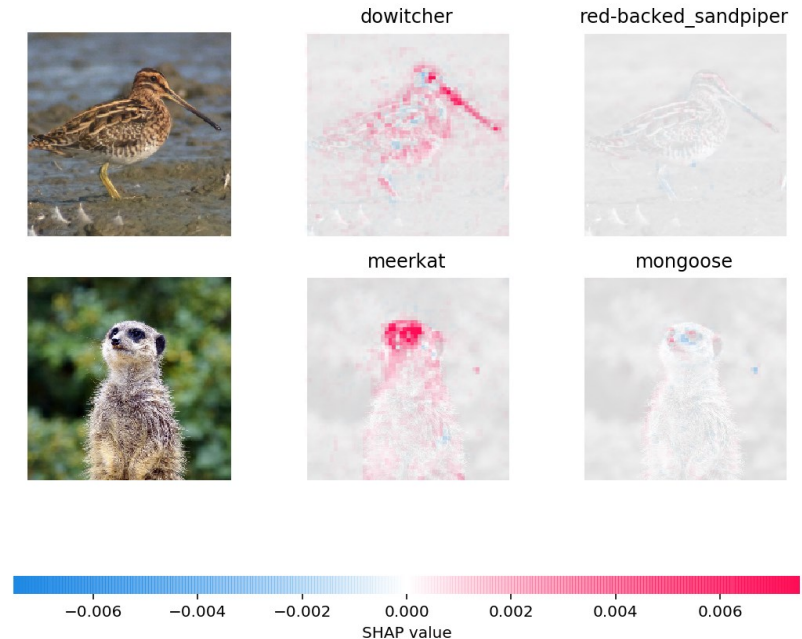 dowitcher
red-backed_sandpiper
meerkat
mongoose
−0.006 −0.004 −0.002 0.000 0.002 0.004 0.006
SHAP value